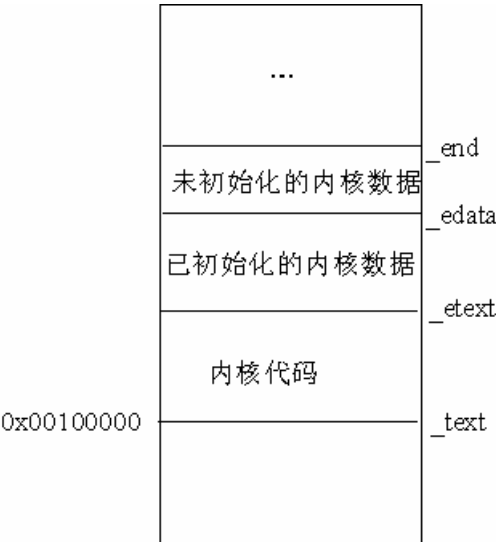 ...
_end
未初始化的内核数据
_edata
已初始化的内核数据
_etext
内核代码
0x00100000
_text